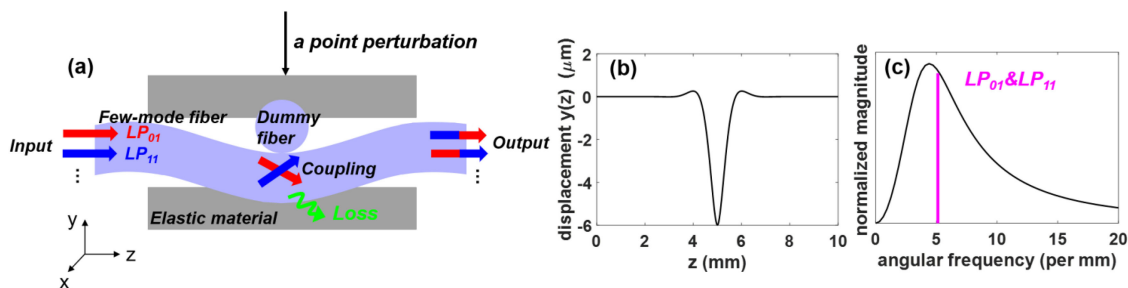 (a)
a point perturbation
Few-mode fiber
LP01
LP11
Input
Dummy
fiber
Coupling
Output
Loss
Elastic material
y
z
x
(b)
displacement y(z) (μm)
2
0
-2
-4
-6
0 2 4 6 8 10
z (mm)
(c)
LP01&LP11
normalized magnitude
0 5 10 15 20
angular frequency (per mm)